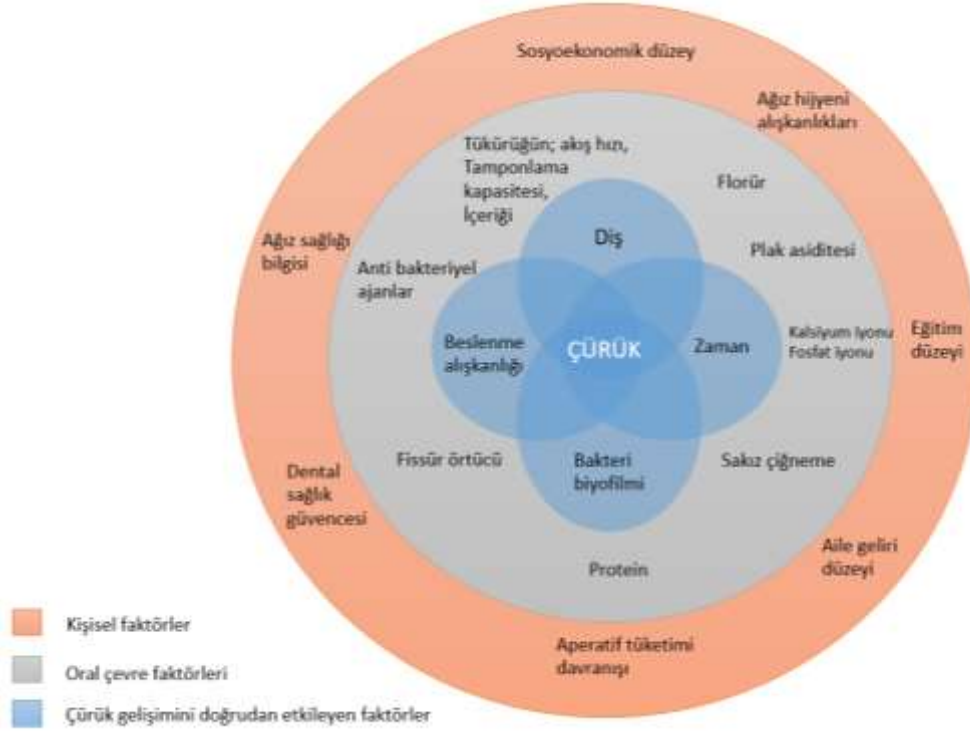 Sosyoekonomik düzey
Ağız hijyeni
alışkanlıkları
Tükürüğün; akış hızı,
Tamponlama
kapasitesi,
İçeriği
Florür
Diş
Ağız sağlığı
bilgisi
Plak asiditesi
Anti bakteriyel
ajanlar
Beslenme
alışkanlığı
ÇÜRÜK
Zaman
Kalsiyum iyonu
Fosfat iyonu
Eğitim
düzeyi
Fissür örtücü
Bakteri
biyofilmi
Sakız çiğneme
Dental
sağlık
güvencesi
Aile geliri
düzeyi
Protein
Aperatif tüketimi
davranışı
Kişisel faktörler
Oral çevre faktörleri
Çürük gelişimini doğrudan etkileyen faktörler